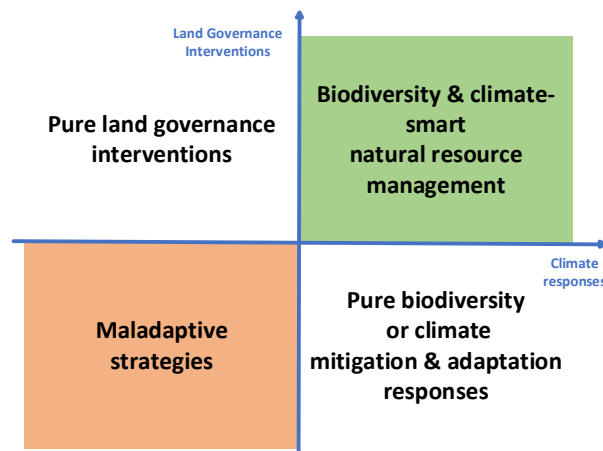 Land Governance
Interventions
Pure land governance
interventions
Biodiversity & climate-
smart
natural resource
management
Climate
responses
Maladaptive
strategies
Pure biodiversity
or climate
mitigation & adaptation
responses